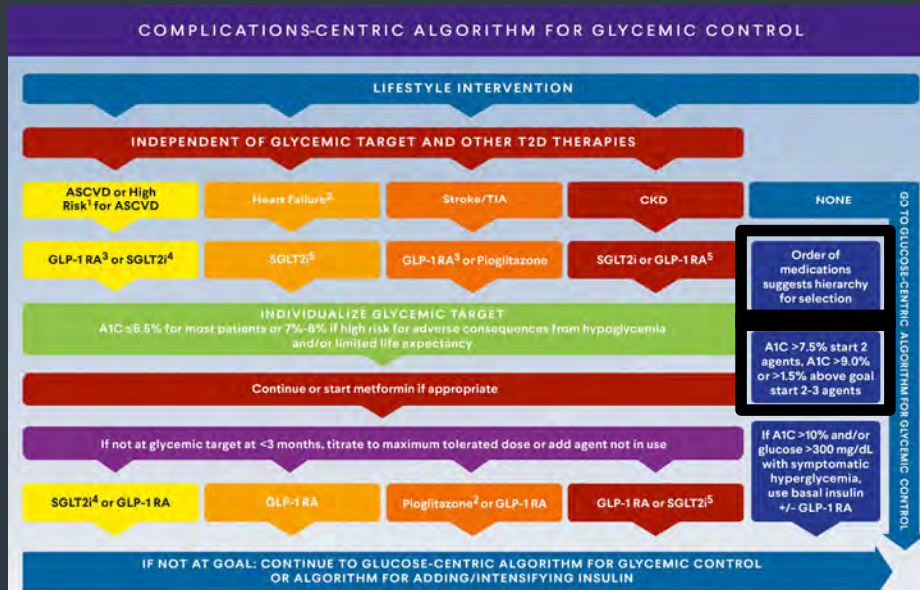 COMPLICATIONS-CENTRIC ALGORITHM FOR GLYCEMIC CONTROL
LIFESTYLE INTERVENTION
INDEPENDENT OF GLYCEMIC TARGET AND OTHER T2D THERAPIES
ASCVD or High
Risk¹ for ASCVD
Heart Failure²
Stroke/TIA
CKD
NONE
GLP-1 RA³ or SGLT2i⁴
SGLT2i⁵
GLP-1 RA³ or Pioglitazone
SGLT2i or GLP-1 RA⁵
Order of
medications
suggests hierarchy
for selection
INDIVIDUALIZE GLYCEMIC TARGET
A1C ≤6.5% for most patients or 7%-8% if high risk for adverse consequences from hypoglycemia
and/or limited life expectancy
A1C >7.5% start 2
agents, A1C >9.0%
or >1.5% above goal
start 2-3 agents
Continue or start metformin if appropriate
If not at glycemic target at <3 months, titrate to maximum tolerated dose or add agent not in use
If A1C >10% and/or
glucose >300 mg/dL
with symptomatic
hyperglycemia,
use basal insulin
+/- GLP-1 RA
SGLT2i⁴ or GLP-1 RA
GLP-1 RA
Pioglitazone² or GLP-1 RA
GLP-1 RA or SGLT2i⁵
GO TO GLUCOSE-CENTRIC ALGORITHM FOR GLYCEMIC CONTROL
IF NOT AT GOAL: CONTINUE TO GLUCOSE-CENTRIC ALGORITHM FOR GLYCEMIC CONTROL
OR ALGORITHM FOR ADDING/INTENSIFYING INSULIN